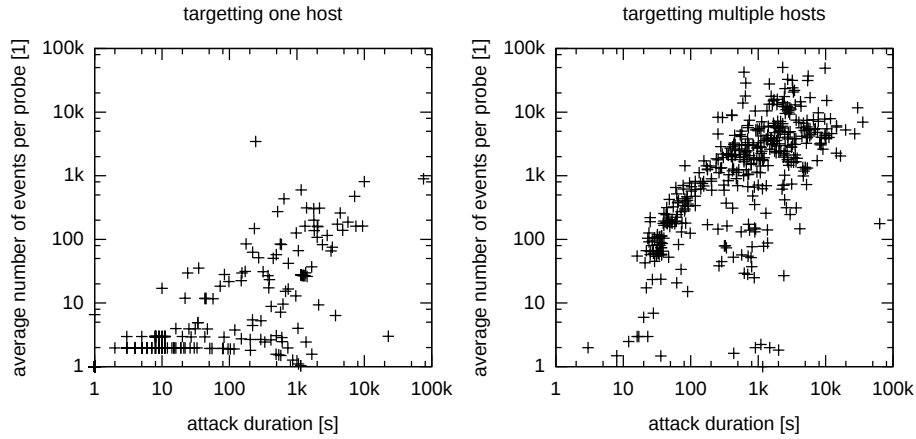 targetting one host
average number of events per probe [1]
100k
10k
1k
100
10
1
1 10 100 1k 10k 100k
attack duration [s]
targetting multiple hosts
average number of events per probe [1]
100k
10k
1k
100
10
1
1 10 100 1k 10k 100k
attack duration [s]